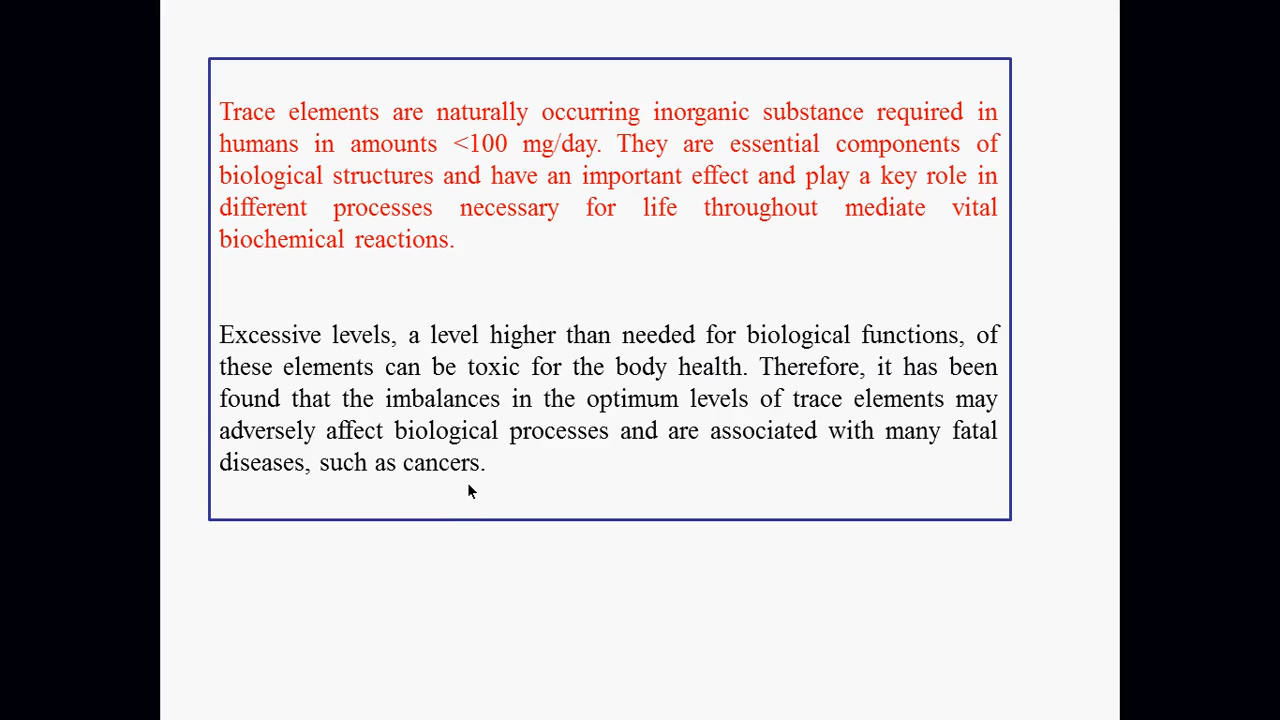 Trace elements are naturally occurring inorganic substance required in
humans in amounts <100 mg/day. They are essential components of
biological structures and have an important effect and play a key role in
different processes necessary for life throughout mediate vital
biochemical reactions.
Excessive levels, a level higher than needed for biological functions, of
these elements can be toxic for the body health. Therefore, it has been
found that the imbalances in the optimum levels of trace elements may
adversely affect biological processes and are associated with many fatal
diseases, such as cancers.